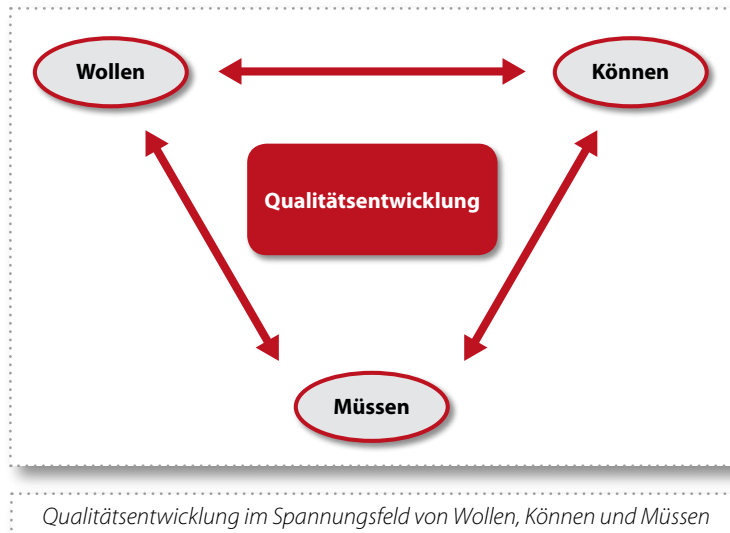 Wollen
Können
Qualitätsentwicklung
Müssen
Qualitätsentwicklung im Spannungsfeld von Wollen, Können und Müssen